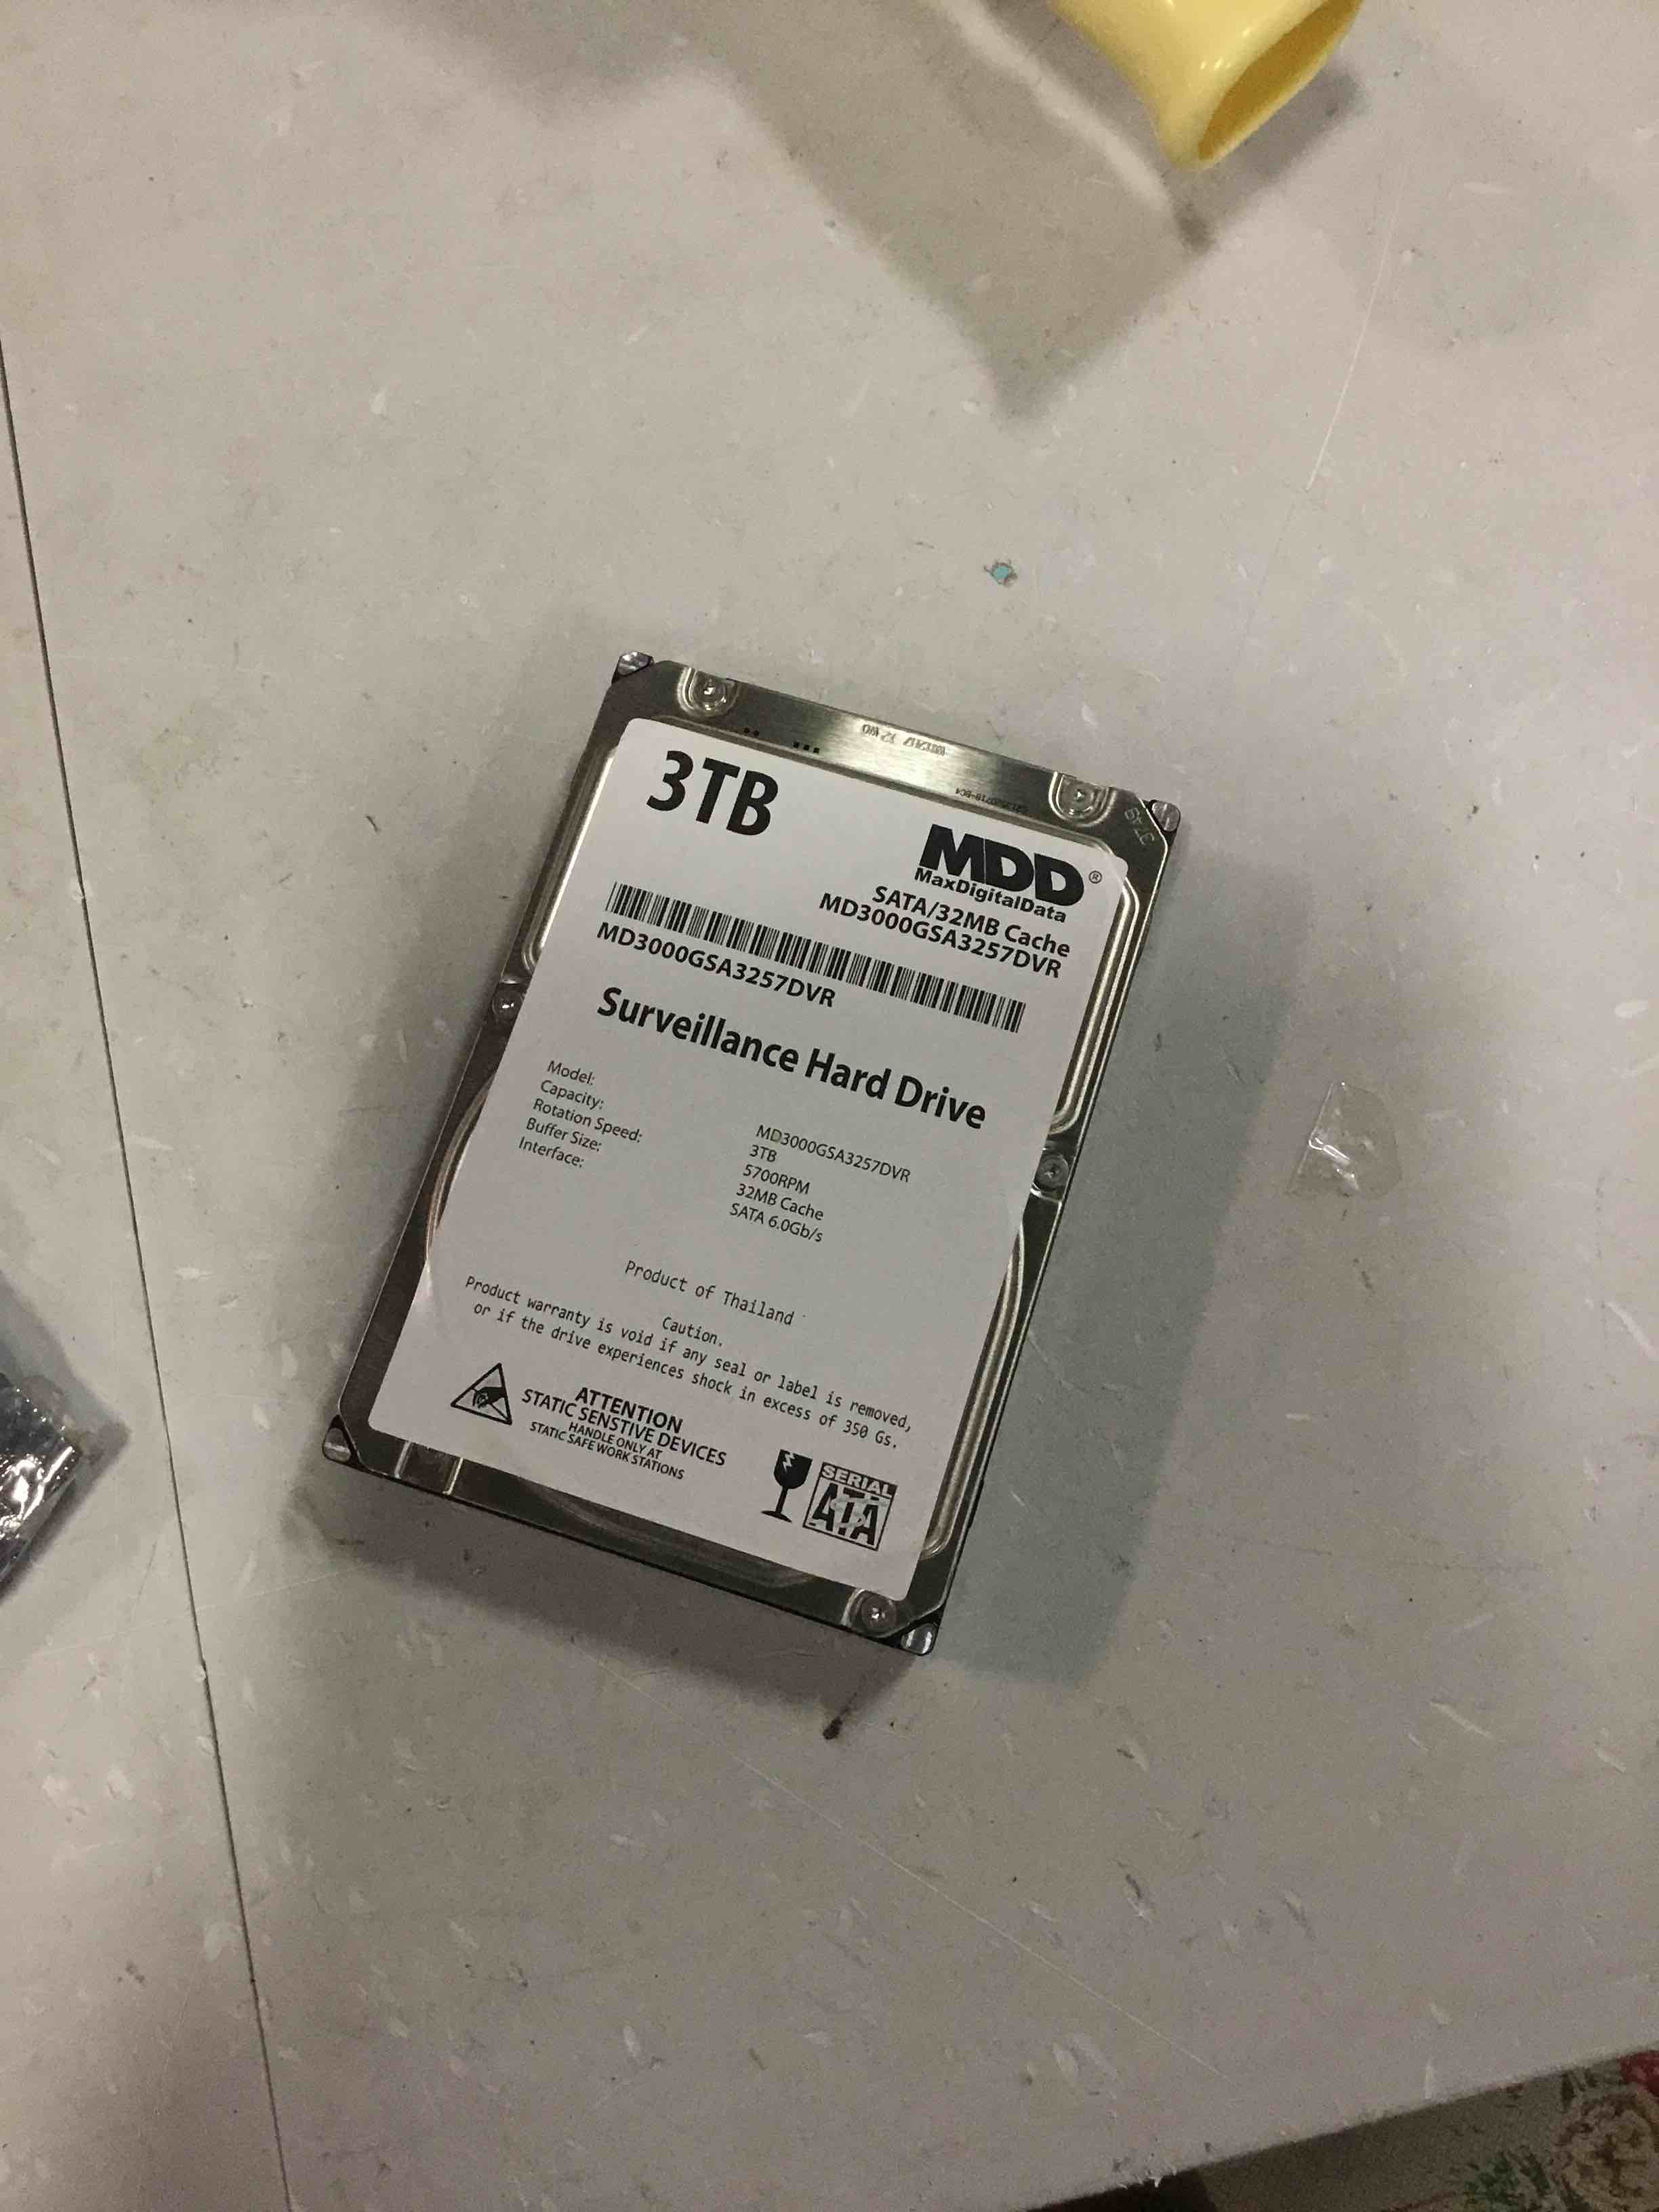 3TB
MDD®
MaxDigitalData
SATA/32MB Cache
MD3000GSA3257DVR
MD3000GSA3257DVR
Surveillance Hard Drive
Model: MD3000GSA3257DVR
Capacity: 3TB
Rotation Speed: 5700RPM
Buffer Size: 32MB Cache
Interface: SATA 6.0Gb/s
Product of Thailand
Caution.
Product warranty is void if any seal or label is removed,
or if the drive experiences shock in excess of 350 Gs.
ATTENTION
STATIC SENSTIVE DEVICES
HANDLE ONLY AT
STATIC SAFE WORK STATIONS
SERIAL
ATA